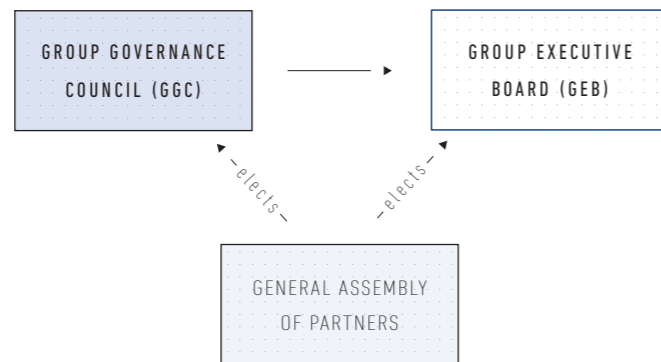 GROUP GOVERNANCE
COUNCIL (GGC)
GROUP EXECUTIVE
BOARD (GEB)
elects
elects
GENERAL ASSEMBLY
OF PARTNERS